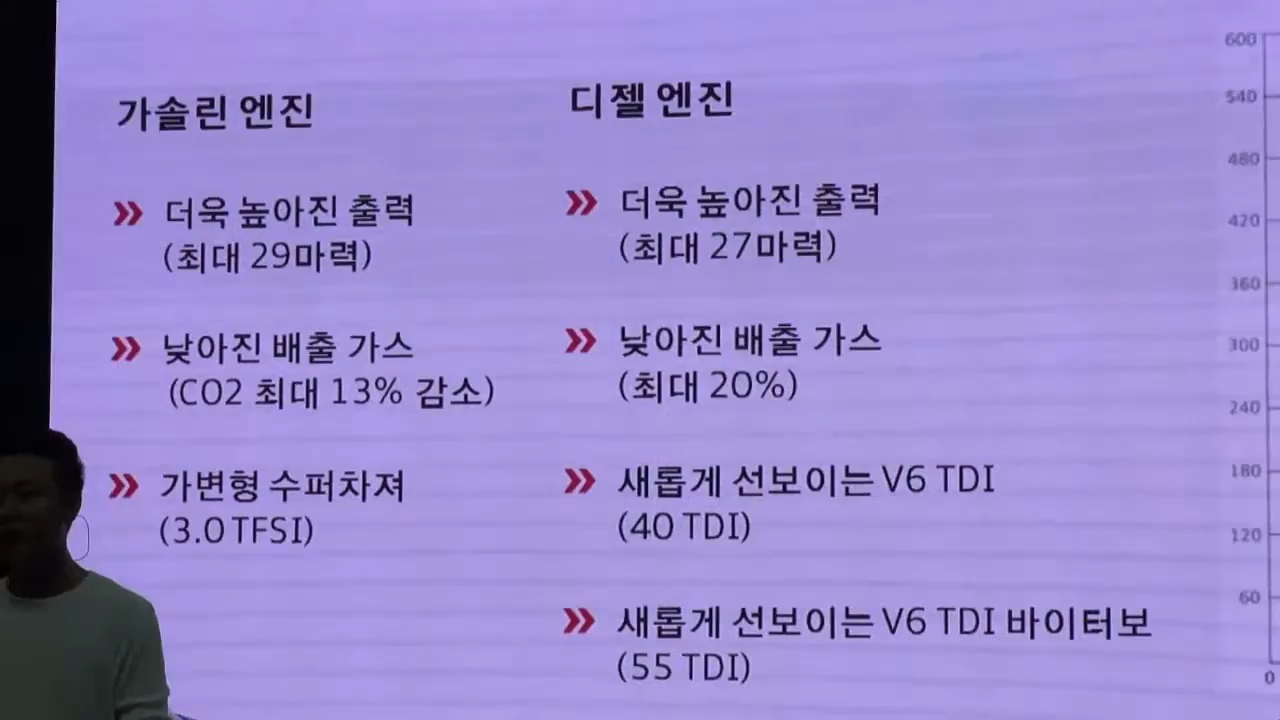 가솔린 엔진
더욱 높아진 출력
(최대 29마력)
낮아진 배출 가스
(CO2 최대 13% 감소)
가변형 수퍼차져
(3.0 TFSI)
디젤 엔진
더욱 높아진 출력
(최대 27마력)
낮아진 배출 가스
(최대 20%)
새롭게 선보이는 V6 TDI
(40 TDI)
새롭게 선보이는 V6 TDI 바이터보
(55 TDI)
600
540
480
420
360
300
240
180
120
60
0